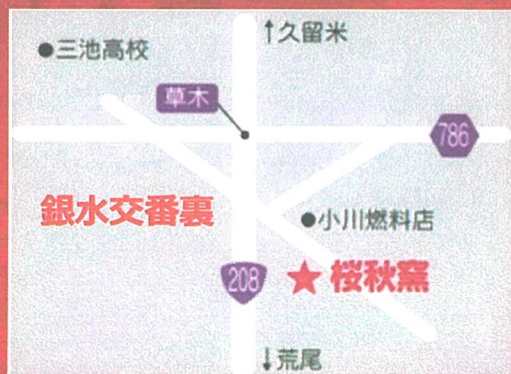 ↑久留米
●三池高校
草木
786
銀水交番裏
●小川燃料店
208
★桜秋窯
↓荒尾